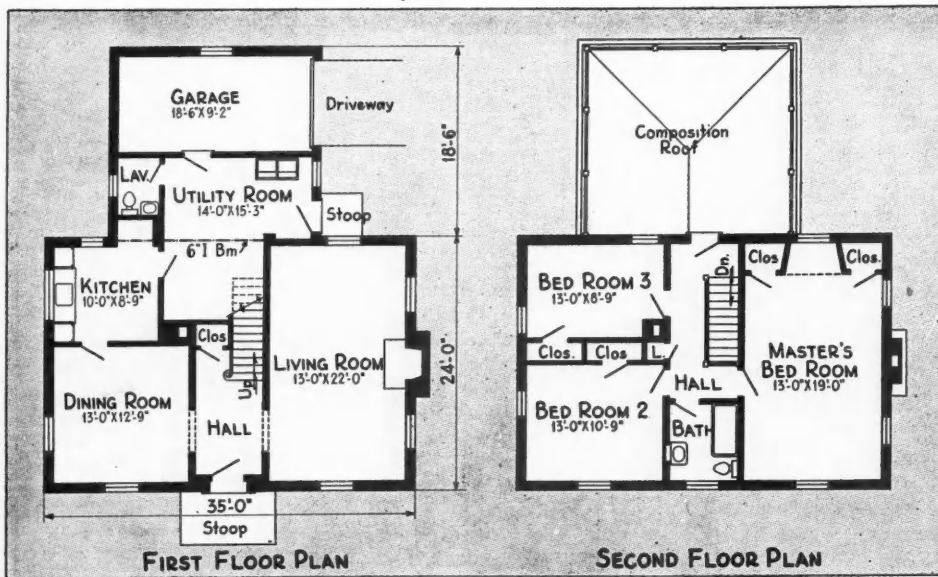 GARAGE
18'-6"X9'-2"
Driveway
LAV.
UTILITY ROOM
14'-0"X15'-3"
Stoop
18'-6"
6" I Bm
KITCHEN
10'-0"X8'-9"
Clos
Up
LIVING ROOM
13'-0"X22'-0"
24'-0"
DINING ROOM
13'-0"X12'-9"
HALL
35'-0"
Stoop
FIRST FLOOR PLAN
Composition
Roof
BED ROOM 3
13'-0"X8'-9"
Dn.
Clos
Clos.
Clos.
Clos
L.
MASTER'S
BED ROOM
13'-0"X19'-0"
HALL
BED ROOM 2
13'-0"X10'-9"
BATH
SECOND FLOOR PLAN